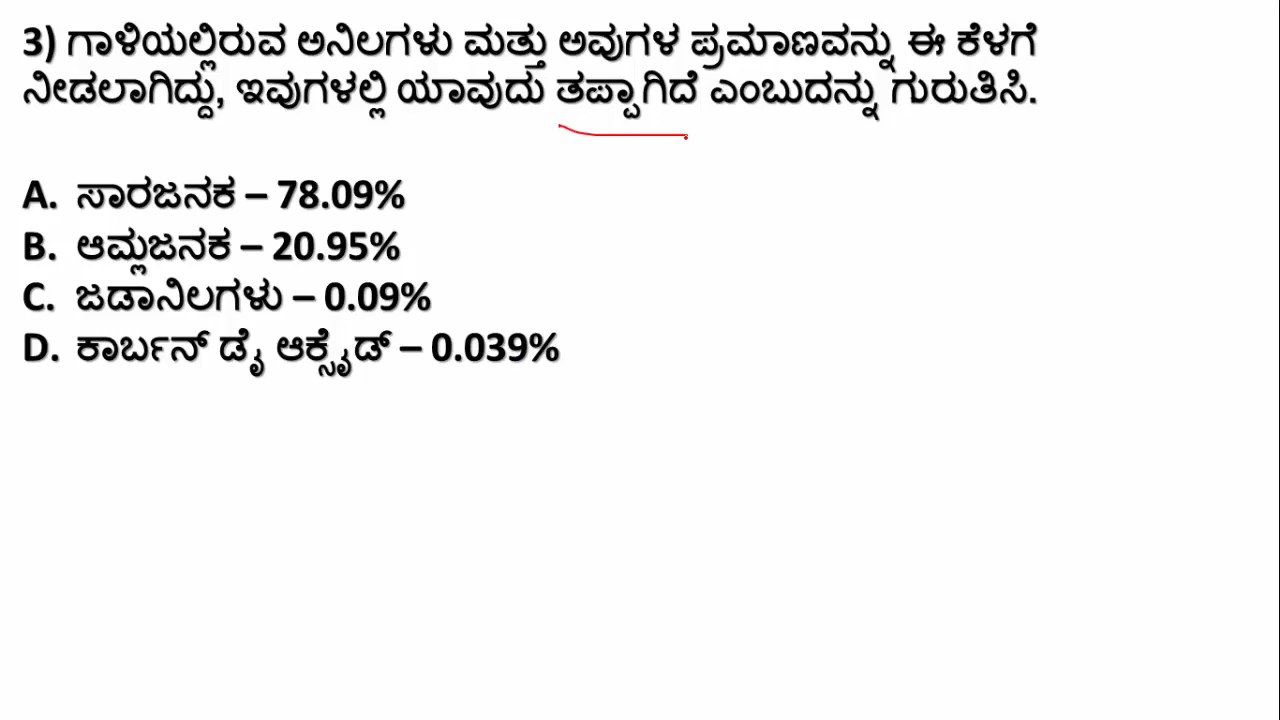 3) ಗಾಳಿಯಲ್ಲಿರುವ ಅನಿಲಗಳು ಮತ್ತು ಅವುಗಳ ಪ್ರಮಾಣವನ್ನು ಈ ಕೆಳಗೆ
ನೀಡಲಾಗಿದ್ದು, ಇವುಗಳಲ್ಲಿ ಯಾವುದು ತಪ್ಪಾಗಿದೆ ಎಂಬುದನ್ನು ಗುರುತಿಸಿ.
A. ಸಾರಜನಕ – 78.09%
B. ಆಮ್ಲಜನಕ – 20.95%
C. ಜಡಾನಿಲಗಳು – 0.09%
D. ಕಾರ್ಬನ್ ಡೈ ಆಕ್ಸೈಡ್ – 0.039%